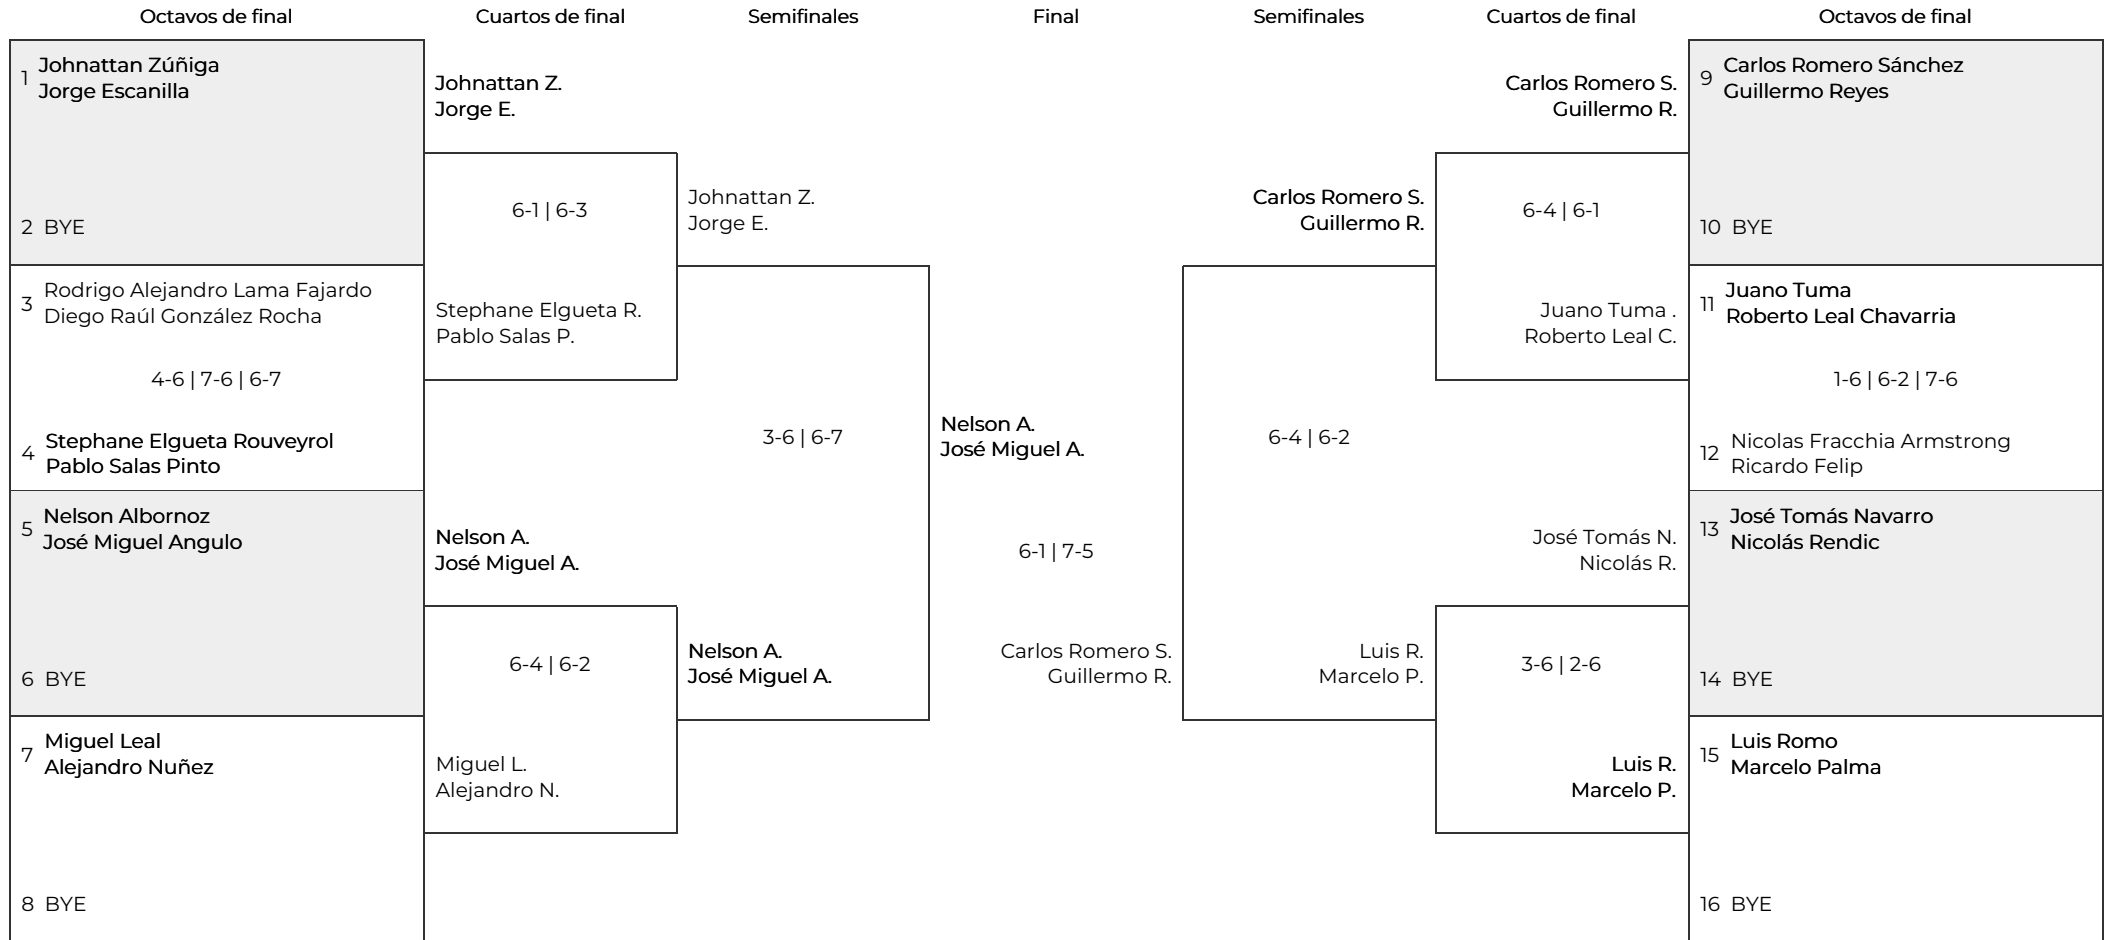 Octavos de final
Cuartos de final
Semifinales
Final
Semifinales
Cuartos de final
Octavos de final
1
Johnattan Zúñiga
Jorge Escanilla
2 BYE
3
Rodrigo Alejandro Lama Fajardo
Diego Raúl González Rocha
4-6 | 7-6 | 6-7
4
Stephane Elgueta Rouveyrol
Pablo Salas Pinto
5
Nelson Albornoz
José Miguel Angulo
6 BYE
7
Miguel Leal
Alejandro Nuñez
8 BYE
Johnattan Z.
Jorge E.
6-1 | 6-3
Stephane Elgueta R.
Pablo Salas P.
Nelson A.
José Miguel A.
6-4 | 6-2
Miguel L.
Alejandro N.
Johnattan Z.
Jorge E.
3-6 | 6-7
Nelson A.
José Miguel A.
Nelson A.
José Miguel A.
6-1 | 7-5
Carlos Romero S.
Guillermo R.
Carlos Romero S.
Guillermo R.
6-4 | 6-2
Luis R.
Marcelo P.
Carlos Romero S.
Guillermo R.
6-4 | 6-1
Juano Tuma .
Roberto Leal C.
José Tomás N.
Nicolás R.
3-6 | 2-6
Luis R.
Marcelo P.
9
Carlos Romero Sánchez
Guillermo Reyes
10 BYE
11
Juano Tuma
Roberto Leal Chavarria
1-6 | 6-2 | 7-6
12
Nicolas Fracchia Armstrong
Ricardo Felip
13
José Tomás Navarro
Nicolás Rendic
14 BYE
15
Luis Romo
Marcelo Palma
16 BYE